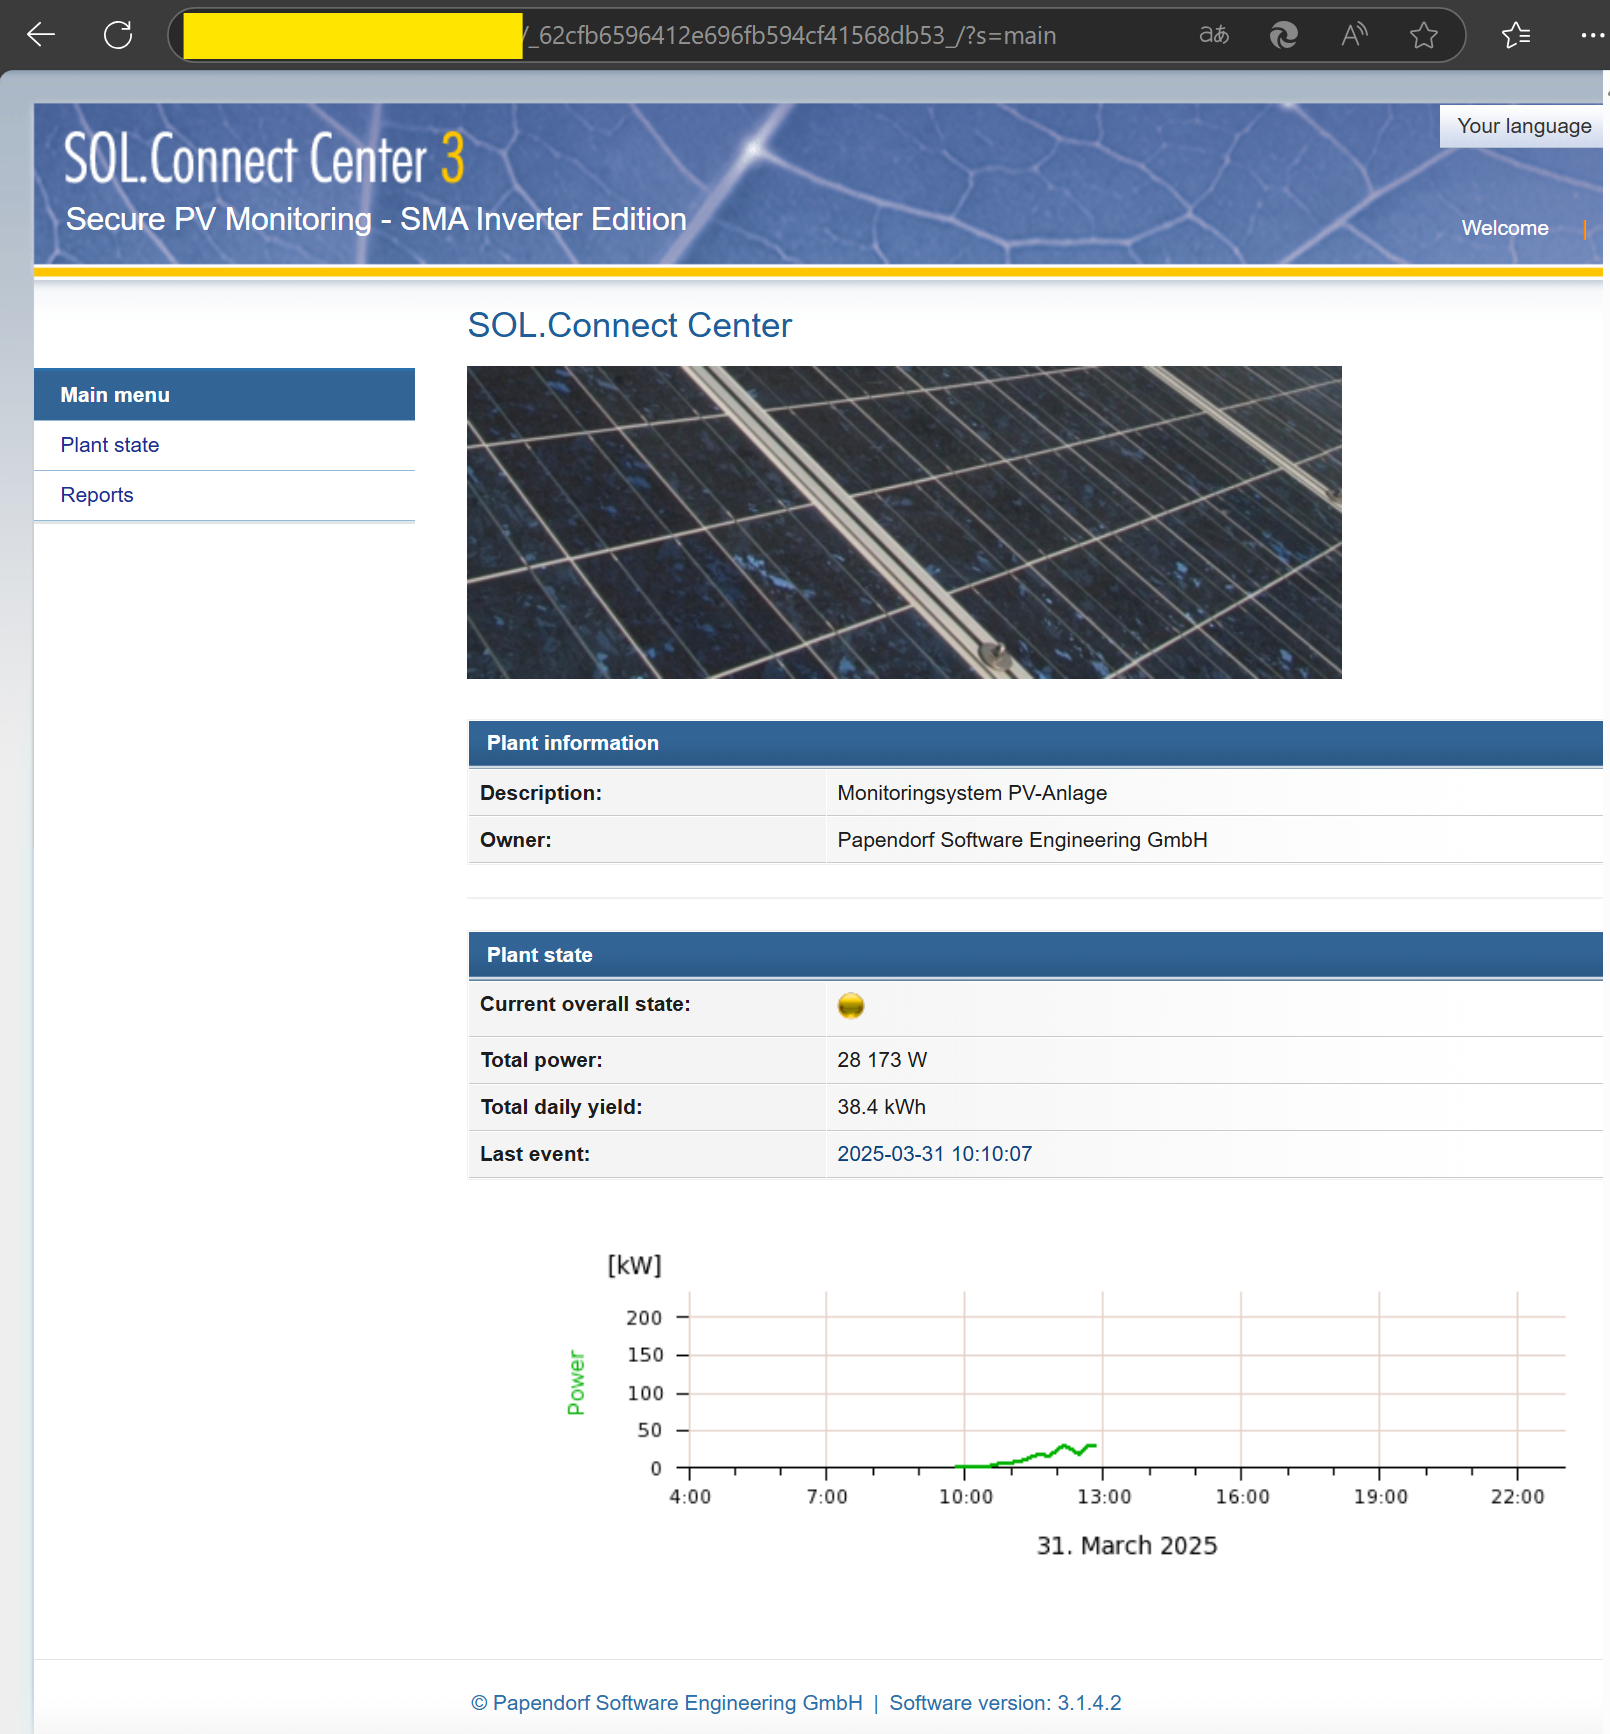 /_62cfb6596412e696fb594cf41568db53_/?s=main
SOL.Connect Center 3
Secure PV Monitoring - SMA Inverter Edition
Your language
Welcome |
SOL.Connect Center
Main menu
Plant state
Reports
Plant information
Description: Monitoringsystem PV-Anlage
Owner: Papendorf Software Engineering GmbH
Plant state
Current overall state:
Total power: 28 173 W
Total daily yield: 38.4 kWh
Last event: 2025-03-31 10:10:07
[kW]
Power
200
150
100
50
0
4:00 7:00 10:00 13:00 16:00 19:00 22:00
31. March 2025
© Papendorf Software Engineering GmbH | Software version: 3.1.4.2